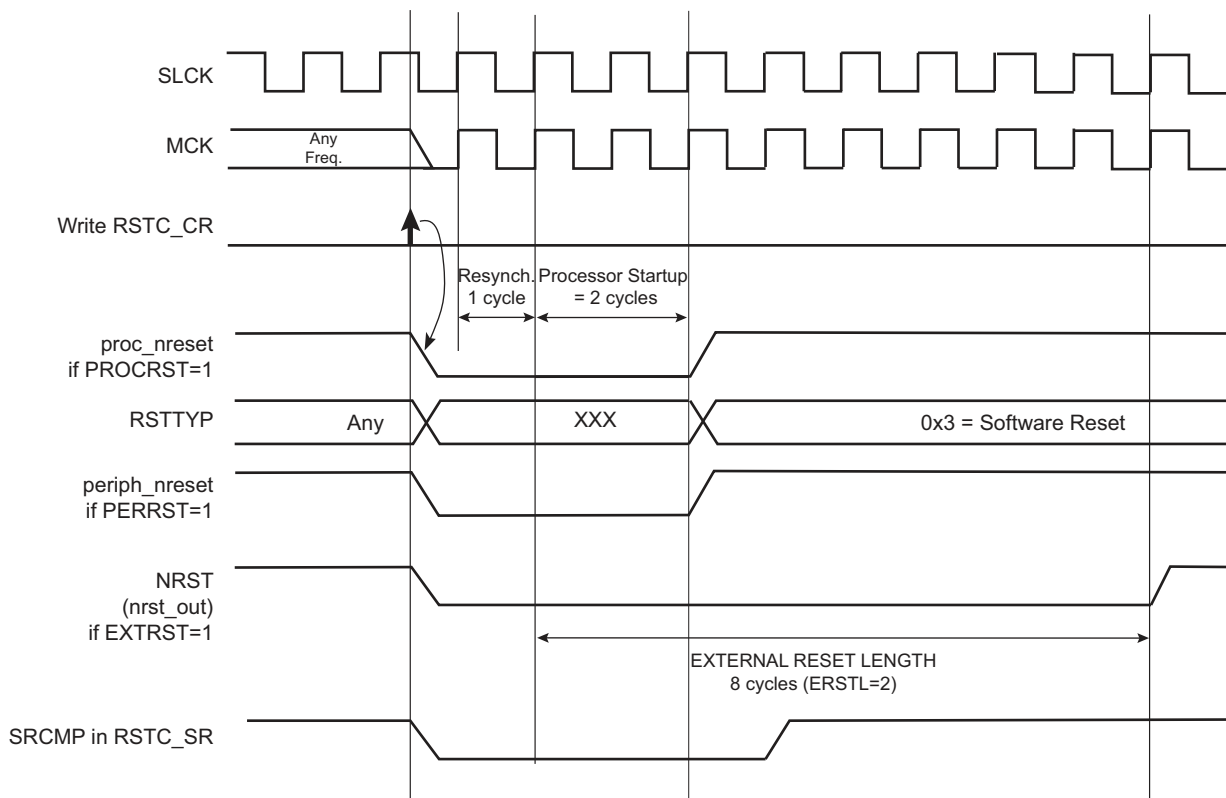 SLCK
MCK
Any
Freq.
Write RSTC_CR
Resynch.
1 cycle
Processor Startup
= 2 cycles
proc_nreset
if PROCRST=1
RSTTYP
Any
XXX
0x3 = Software Reset
periph_nreset
if PERRST=1
NRST
(nrst_out)
if EXTRST=1
EXTERNAL RESET LENGTH
8 cycles (ERSTL=2)
SRCMP in RSTC_SR